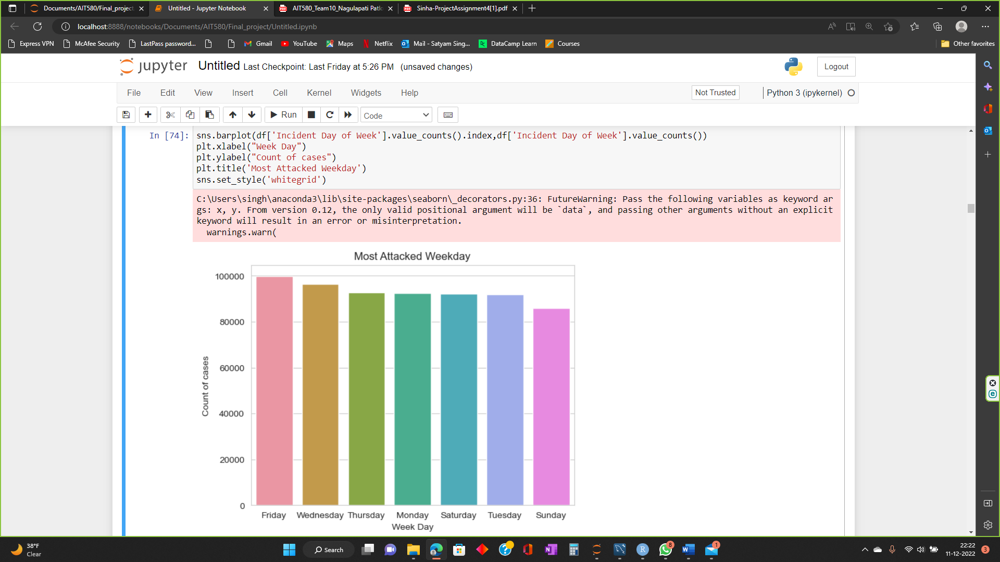 Documents/AIT580/Final_project
Untitled - Jupyter Notebook
AIT580_Team10_Nagulapati Patl
Sinha-ProjectAssignment4[1].pdf
localhost:8888/notebooks/Documents/AIT580/Final_project/Untitled.ipynb
Express VPN
McAfee Security
LastPass password...
Gmail
YouTube
Maps
Netflix
Mail - Satyam Sing...
DataCamp Learn
Courses
Other favorites
jupyter
Untitled Last Checkpoint: Last Friday at 5:26 PM (unsaved changes)
Logout
File Edit View Insert Cell Kernel Widgets Help
Not Trusted
Python 3 (ipykernel)
Run
Code
In [74]:
sns.barplot(df['Incident Day of Week'].value_counts().index,df['Incident Day of Week'].value_counts())
plt.xlabel("Week Day")
plt.ylabel("Count of cases")
plt.title('Most Attacked Weekday')
sns.set_style('whitegrid')
C:\Users\singh\anaconda3\lib\site-packages\seaborn\_decorators.py:36: FutureWarning: Pass the following variables as keyword ar
gs: x, y. From version 0.12, the only valid positional argument will be `data`, and passing other arguments without an explicit
keyword will result in an error or misinterpretation.
warnings.warn(
Most Attacked Weekday
100000
80000
60000
40000
20000
0
Count of cases
Friday Wednesday Thursday Monday Saturday Tuesday Sunday
Week Day
38°F
Clear
Search
8
1
22:22
11-12-2022
3